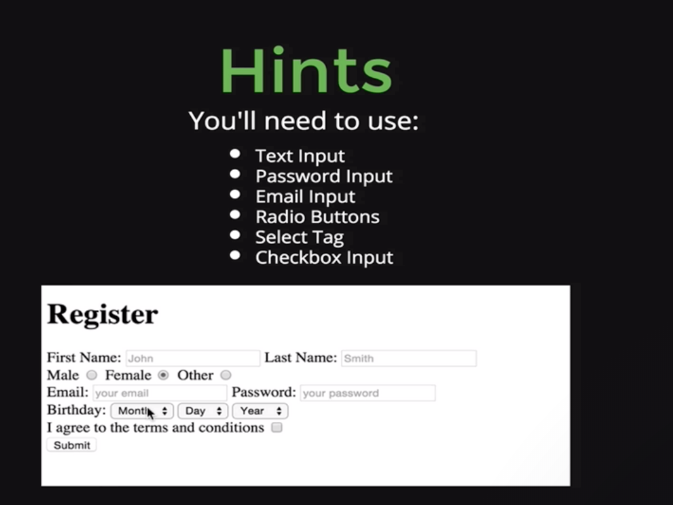 Hints
You'll need to use:
Text Input
Password Input
Email Input
Radio Buttons
Select Tag
Checkbox Input
Register
First Name: John Last Name: Smith
Male Female Other
Email: your email Password: your password
Birthday: Month Day Year
I agree to the terms and conditions
Submit